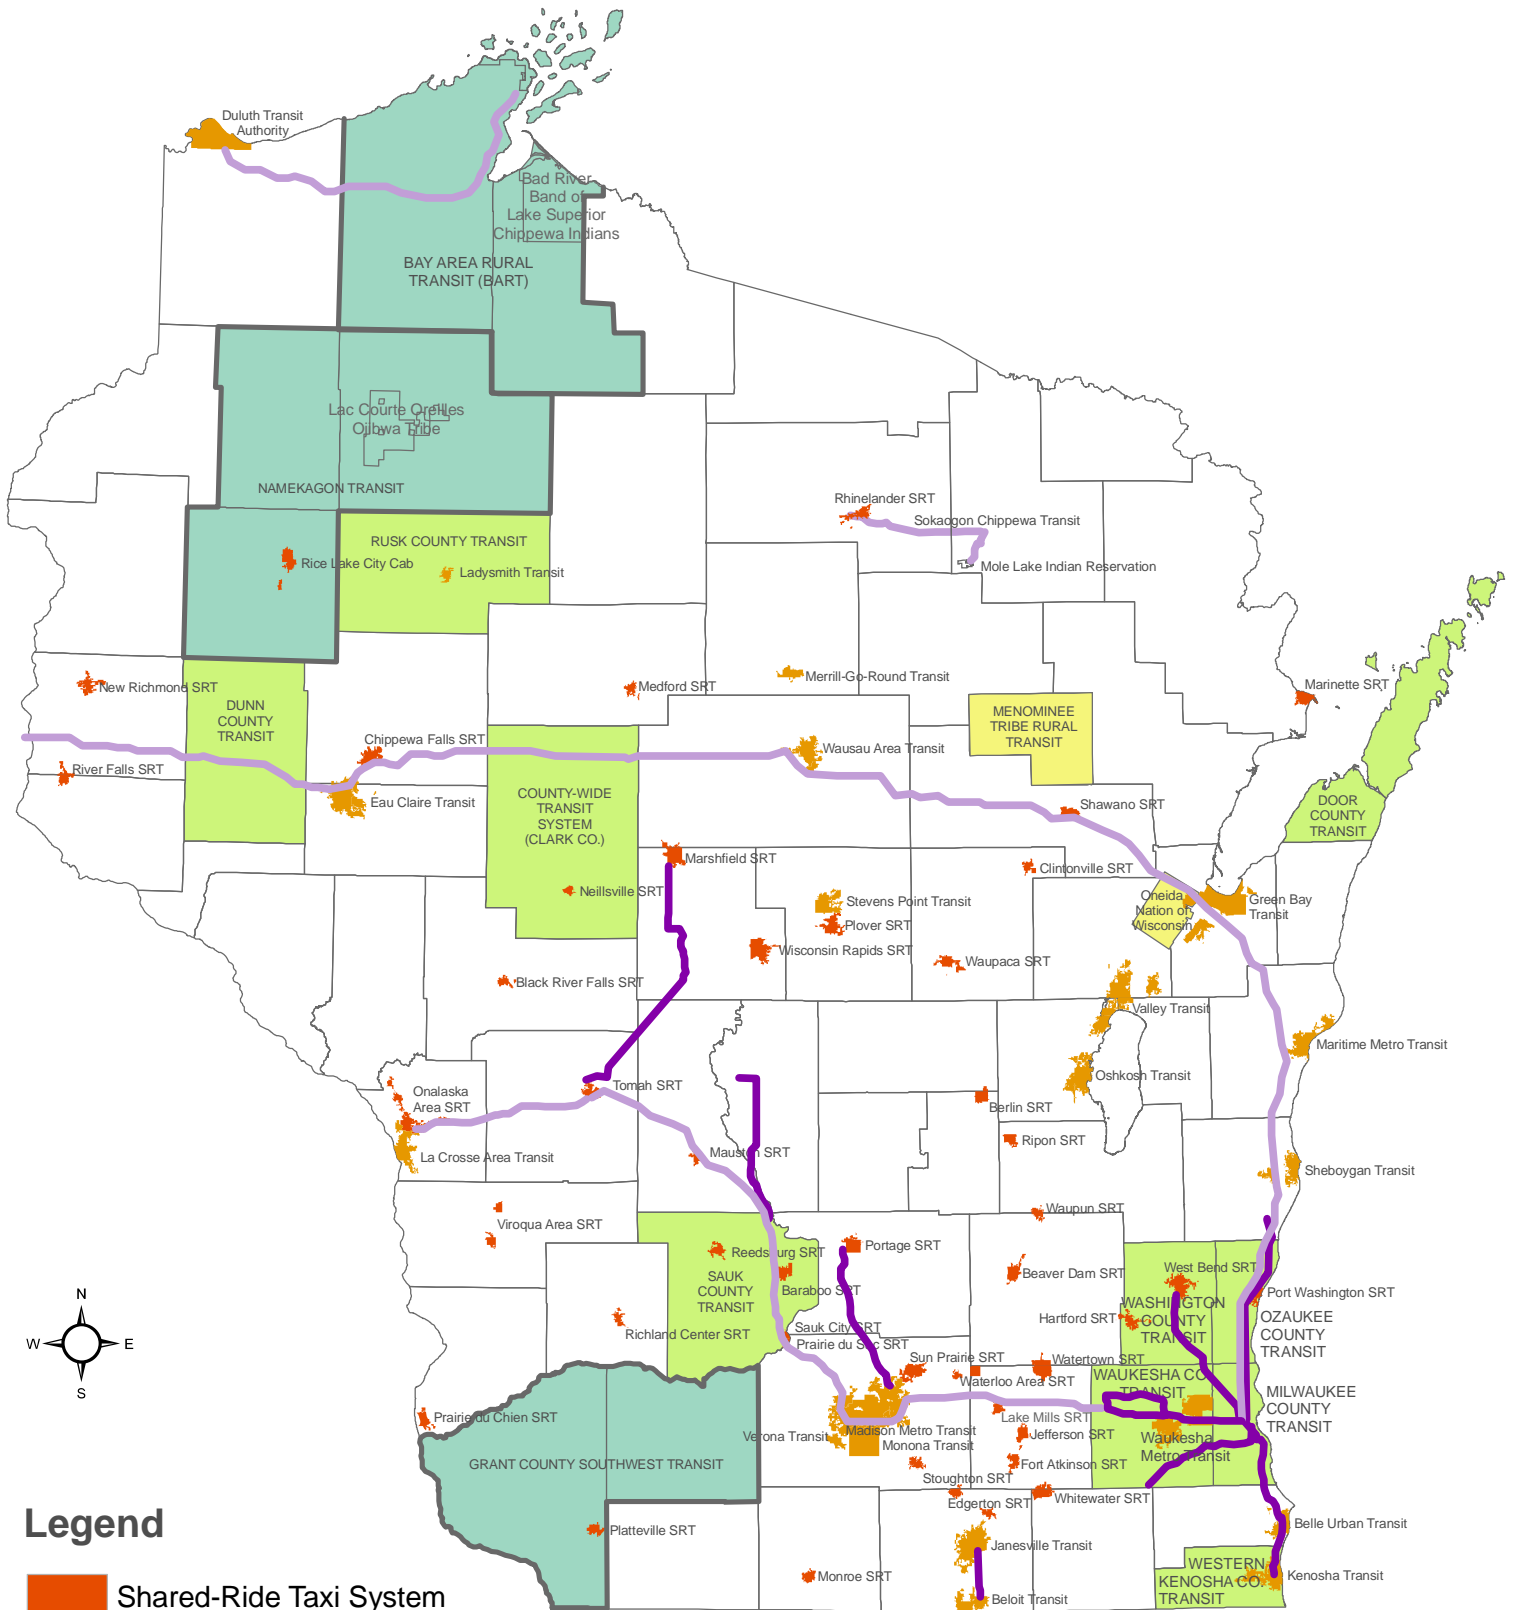 Duluth Transit
Authority
Bad River
Band of
Lake Superior
Chippewa Indians
BAY AREA RURAL
TRANSIT (BART)
Lac Courte Oreilles
Ojibwa Tribe
NAMEKAGON TRANSIT
Rhinelander SRT
Sokaogon Chippewa Transit
Mole Lake Indian Reservation
RUSK COUNTY TRANSIT
Rice Lake City Cab
Ladysmith Transit
New Richmond SRT
Medford SRT
Merrill-Go-Round Transit
Marinette SRT
DUNN
COUNTY
TRANSIT
MENOMINEE
TRIBE RURAL
TRANSIT
Chippewa Falls SRT
Wausau Area Transit
River Falls SRT
Eau Claire Transit
COUNTY-WIDE
TRANSIT
SYSTEM
(CLARK CO.)
Shawano SRT
DOOR
COUNTY
TRANSIT
Marshfield SRT
Clintonville SRT
Neillsville SRT
Stevens Point Transit
Plover SRT
Oneida
Nation of
Wisconsin
Green Bay
Transit
Wisconsin Rapids SRT
Waupaca SRT
Black River Falls SRT
Valley Transit
Maritime Metro Transit
Oshkosh Transit
Tomah SRT
Onalaska
Area SRT
Berlin SRT
Ripon SRT
La Crosse Area Transit
Mauston SRT
Sheboygan Transit
Viroqua Area SRT
Waupun SRT
Reedsburg SRT
Portage SRT
SAUK
COUNTY
TRANSIT
Baraboo SRT
Beaver Dam SRT
West Bend SRT
Port Washington SRT
Hartford SRT
WASHINGTON
COUNTY
TRANSIT
OZAUKEE
COUNTY
TRANSIT
Richland Center SRT
Sauk City SRT
Prairie du Sac SRT
Sun Prairie SRT
Waterloo Area SRT
Watertown SRT
WAUKESHA CO.
TRANSIT
MILWAUKEE
COUNTY
TRANSIT
Prairie du Chien SRT
Lake Mills SRT
Verona Transit
Madison Metro Transit
Monona Transit
Jefferson SRT
Waukesha
Metro Transit
GRANT COUNTY SOUTHWEST TRANSIT
Fort Atkinson SRT
Stoughton SRT
Edgerton SRT
Whitewater SRT
Platteville SRT
Belle Urban Transit
Janesville Transit
WESTERN
KENOSHA CO.
TRANSIT
Kenosha Transit
Monroe SRT
Beloit Transit
N
W
E
S
Legend
Shared-Ride Taxi System